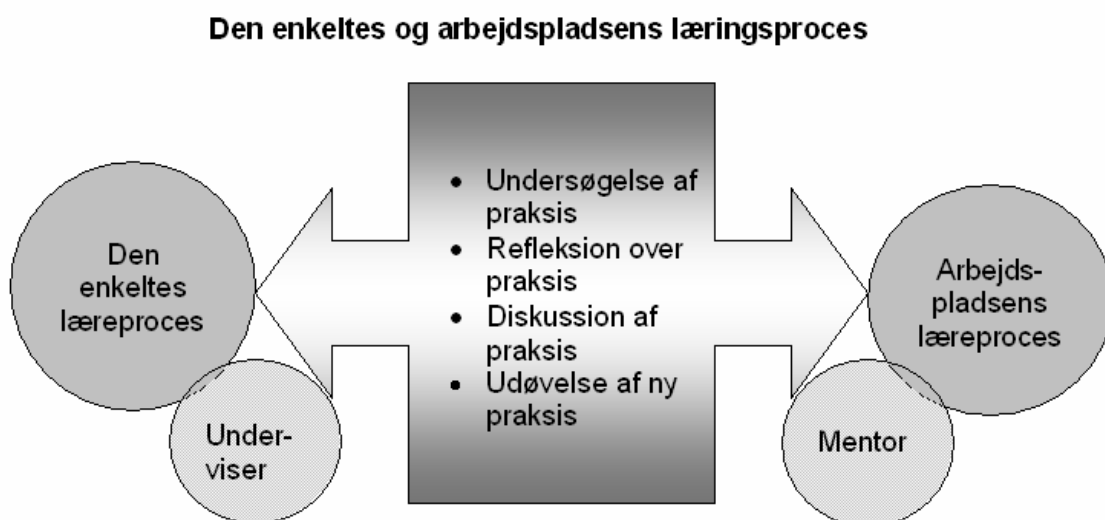 Den enkeltes og arbejdspladsens læringsproces
Den
enkeltes
læreproces
Under-
viser
• Undersøgelse af
praksis
• Refleksion over
praksis
• Diskussion af
praksis
• Udøvelse af ny
praksis
Arbejds-
pladsens
læreproces
Mentor